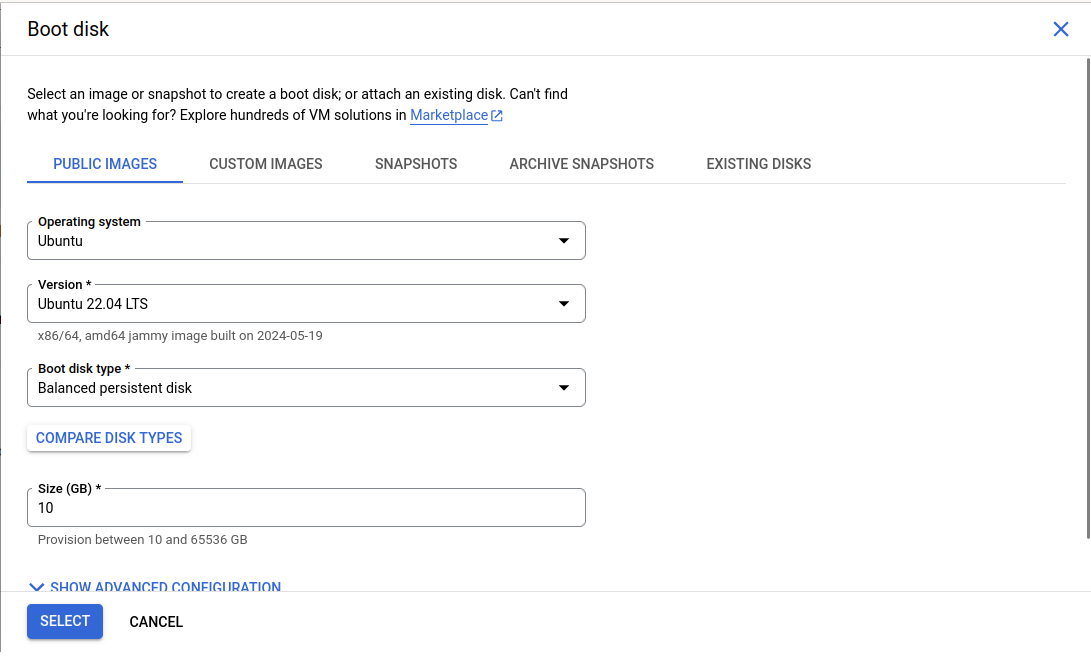 Boot disk
Select an image or snapshot to create a boot disk; or attach an existing disk. Can't find
what you're looking for? Explore hundreds of VM solutions in Marketplace
PUBLIC IMAGES CUSTOM IMAGES SNAPSHOTS ARCHIVE SNAPSHOTS EXISTING DISKS
Operating system
Ubuntu
Version *
Ubuntu 22.04 LTS
x86/64, amd64 jammy image built on 2024-05-19
Boot disk type *
Balanced persistent disk
COMPARE DISK TYPES
Size (GB) *
10
Provision between 10 and 65536 GB
SHOW ADVANCED CONFIGURATION
SELECT CANCEL